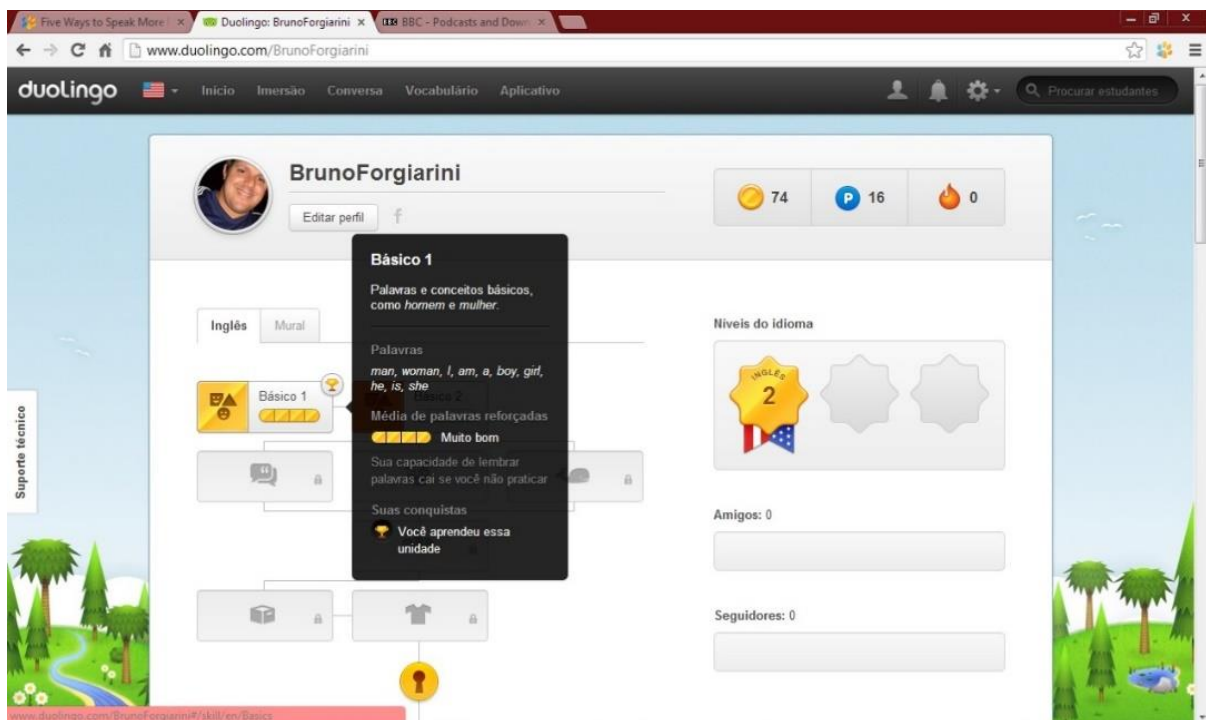 Five Ways to Speak More
Duolingo: BrunoForgiarini
BBC - Podcasts and Down
www.duolingo.com/BrunoForgiarini
duolingo Início Imersão Conversa Vocabulário Aplicativo Procurar estudantes
BrunoForgiarini
Editar perfil
f
74 P 16 0
Básico 1
Palavras e conceitos básicos,
como homem e mulher.
Palavras
man, woman, I, am, a, boy, girl,
he, is, she
Média de palavras reforçadas
Muito bom
Sua capacidade de lembrar
palavras cai se você não praticar
Suas conquistas
Você aprendeu essa
unidade
Inglês Mural
Básico 1
Básico 2
Níveis do idioma
INGLÊS
2
Amigos: 0
Seguidores: 0
Suporte técnico
www.duolingo.com/BrunoForgiarini#/skill/en/Basics